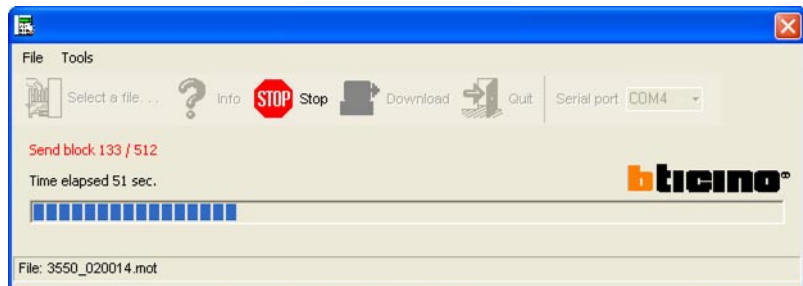 File Tools
Select a file. . . Info STOP Stop Download Quit Serial port COM4
Send block 133 / 512
Time elapsed 51 sec.
bticino®
File: 3550_020014.mot